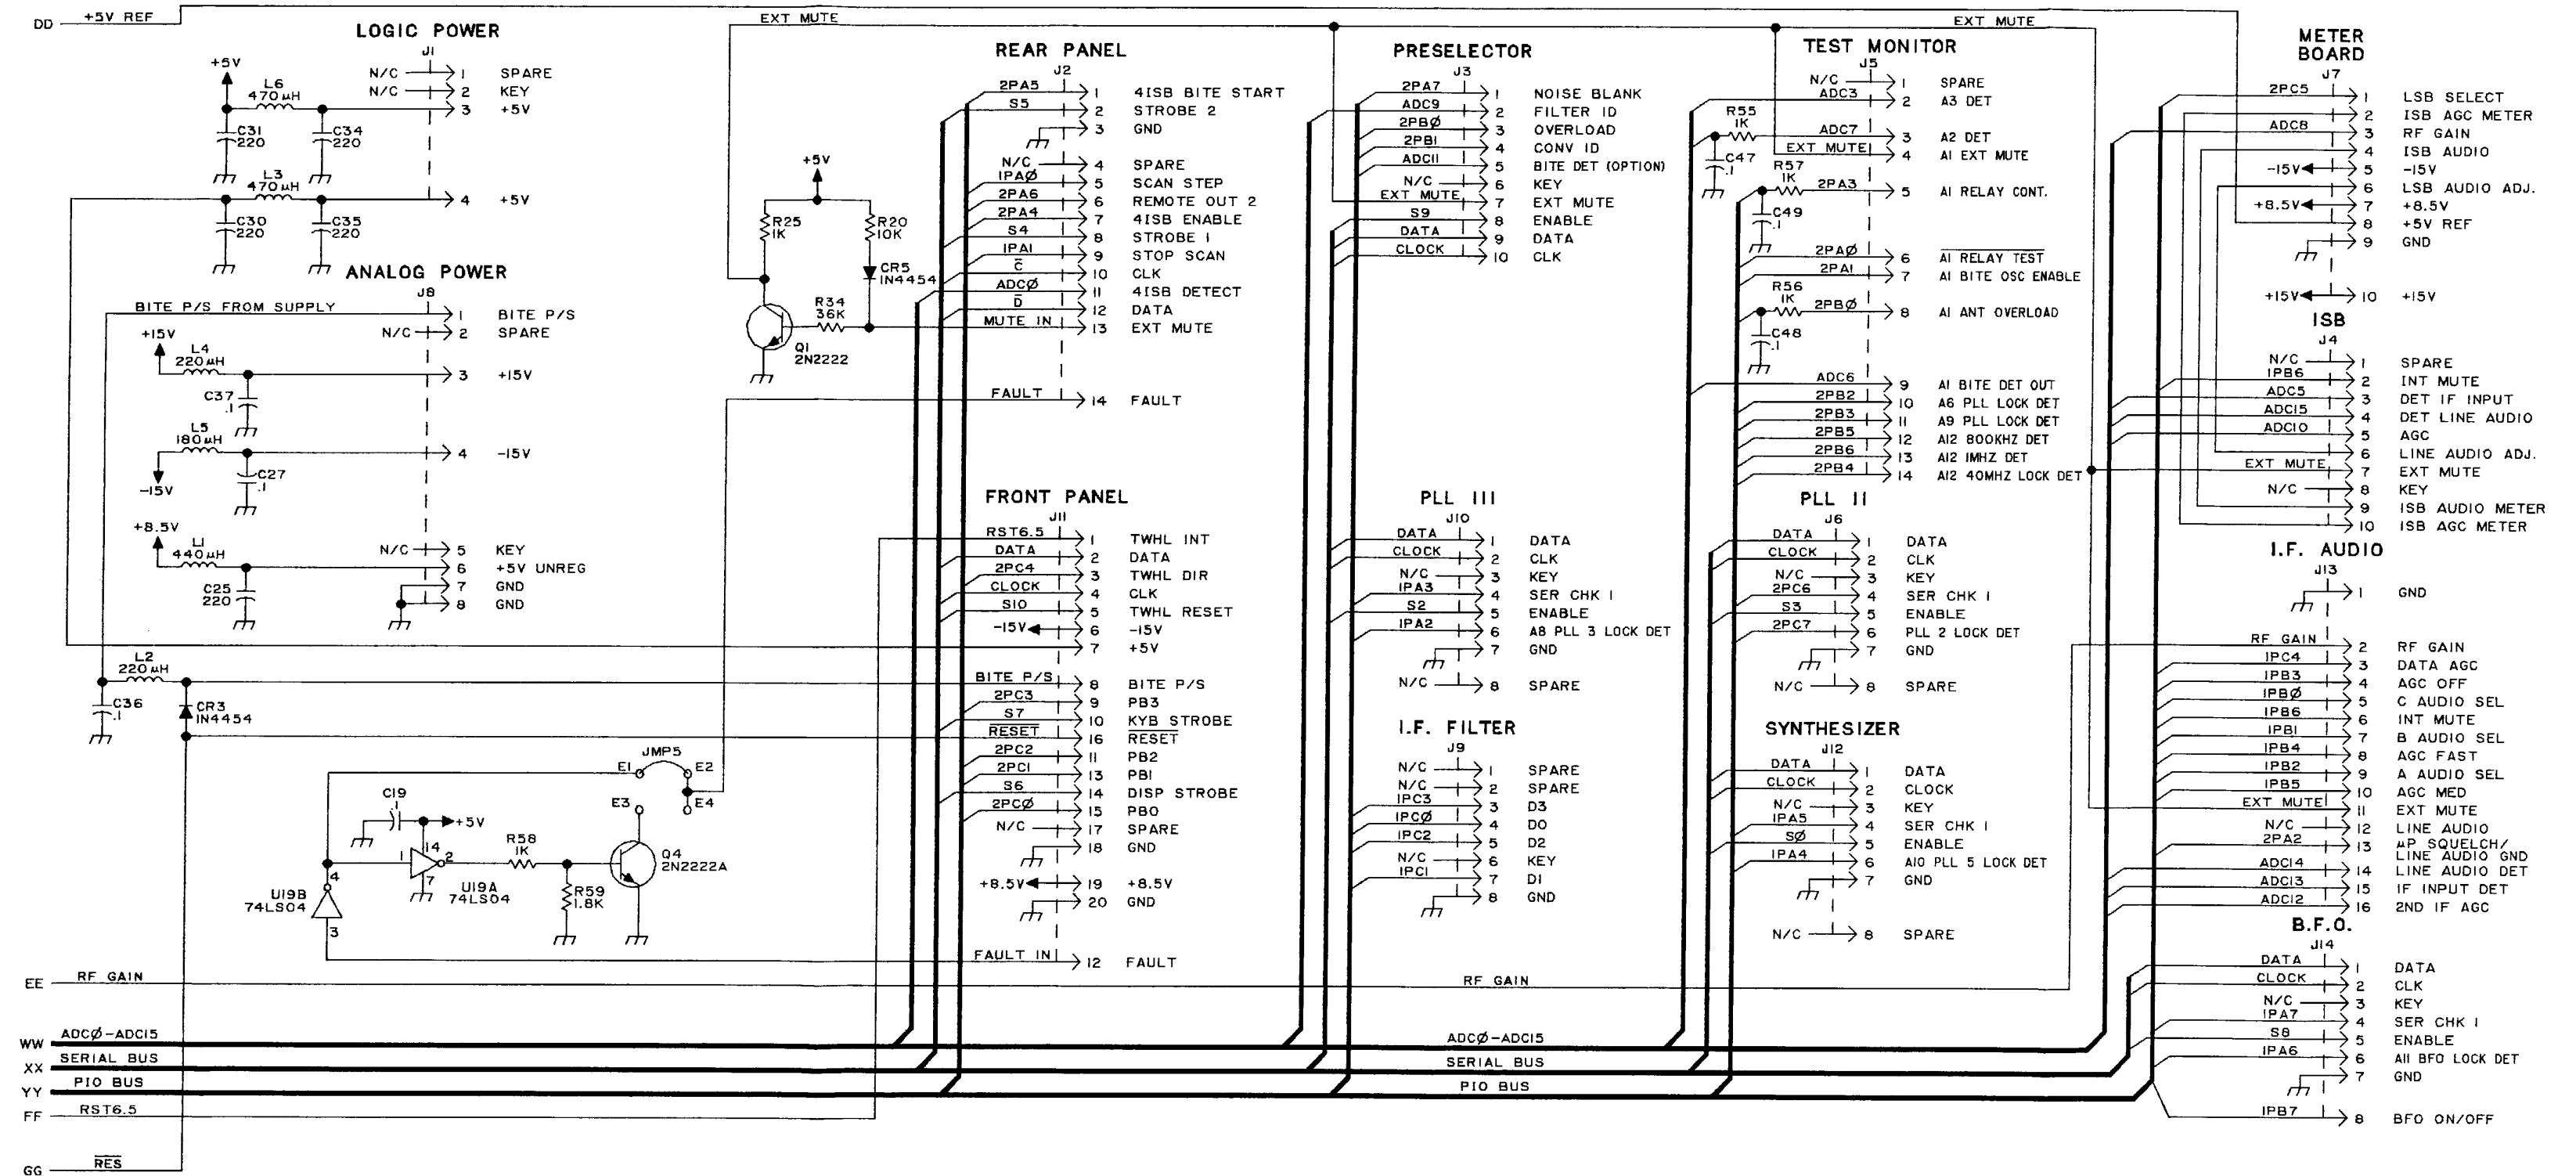 DD +5V REF
EXT MUTE
EXT MUTE
LOGIC POWER
J1
N/C 1 SPARE
N/C 2 KEY
3 +5V
4 +5V
+5V
L6
470µH
C31
220
C34
220
L3
470µH
C30
220
C35
220
ANALOG POWER
J8
BITE P/S FROM SUPPLY 1 BITE P/S
N/C 2 SPARE
3 +15V
4 -15V
N/C 5 KEY
6 +5V UNREG
7 GND
8 GND
+15V
L4
220µH
C37
.1
L5
180µH
-15V
C27
.1
+8.5V
L1
440µH
C25
220
L2
220µH
C36
.1
CR3
1N4454
+5V
R25
1K
R20
10K
CR5
1N4454
R34
36K
Q1
2N2222
REAR PANEL
J2
2PA5 1 4ISB BITE START
S5 2 STROBE 2
3 GND
N/C 4 SPARE
1PAØ 5 SCAN STEP
2PA6 6 REMOTE OUT 2
2PA4 7 4ISB ENABLE
S4 8 STROBE 1
1PA1 9 STOP SCAN
C̅ 10 CLK
ADCØ 11 4ISB DETECT
D̅ 12 DATA
MUTE IN 13 EXT MUTE
FAULT 14 FAULT
FRONT PANEL
J11
RST6.5 1 TWHL INT
DATA 2 DATA
2PC4 3 TWHL DIR
CLOCK 4 CLK
S10 5 TWHL RESET
-15V 6 -15V
7 +5V
BITE P/S 8 BITE P/S
2PC3 9 PB3
S7 10 KYB STROBE
R̅E̅S̅E̅T̅ 16 R̅E̅S̅E̅T̅
2PC2 11 PB2
2PC1 13 PB1
S6 14 DISP STROBE
2PCØ 15 PBO
N/C 17 SPARE
18 GND
+8.5V 19 +8.5V
20 GND
FAULT IN 12 FAULT
JMP5
E1 E2
E3 E4
C19
.1
+5V
14
1 2
7
4
3
U19B
74LS04
U19A
74LS04
R58
1K
R59
1.8K
Q4
2N2222A
PRESELECTOR
J3
2PA7 1 NOISE BLANK
ADC9 2 FILTER ID
2PBØ 3 OVERLOAD
2PB1 4 CONV ID
ADC11 5 BITE DET (OPTION)
N/C 6 KEY
EXT MUTE 7 EXT MUTE
S9 8 ENABLE
DATA 9 DATA
CLOCK 10 CLK
PLL III
J10
DATA 1 DATA
CLOCK 2 CLK
N/C 3 KEY
1PA3 4 SER CHK 1
S2 5 ENABLE
1PA2 6 A8 PLL 3 LOCK DET
7 GND
N/C 8 SPARE
I.F. FILTER
J9
N/C 1 SPARE
N/C 2 SPARE
1PC3 3 D3
1PCØ 4 DO
1PC2 5 D2
N/C 6 KEY
1PC1 7 D1
8 GND
TEST MONITOR
J5
N/C 1 SPARE
ADC3 2 A3 DET
R55
1K
ADC7 3 A2 DET
EXT MUTE 4 A1 EXT MUTE
C47
.1
R57
1K
2PA3 5 A1 RELAY CONT.
C49
.1
2PAØ 6 A̅1̅ ̅R̅E̅L̅A̅Y̅ ̅T̅E̅S̅T̅
2PA1 7 A1 BITE OSC ENABLE
R56
1K
2PBØ 8 A1 ANT OVERLOAD
C48
.1
ADC6 9 A1 BITE DET OUT
2PB2 10 A6 PLL LOCK DET
2PB3 11 A9 PLL LOCK DET
2PB5 12 A12 800KHZ DET
2PB6 13 A12 1MHZ DET
2PB4 14 A12 40MHZ LOCK DET
PLL II
J6
DATA 1 DATA
CLOCK 2 CLK
N/C 3 KEY
2PC6 4 SER CHK 1
S3 5 ENABLE
2PC7 6 PLL 2 LOCK DET
7 GND
N/C 8 SPARE
SYNTHESIZER
J12
DATA 1 DATA
CLOCK 2 CLOCK
N/C 3 KEY
1PA5 4 SER CHK 1
SØ 5 ENABLE
1PA4 6 A10 PLL 5 LOCK DET
7 GND
N/C 8 SPARE
METER
BOARD
J7
2PC5 1 LSB SELECT
2 ISB AGC METER
ADC8 3 RF GAIN
4 ISB AUDIO
-15V 5 -15V
6 LSB AUDIO ADJ.
+8.5V 7 +8.5V
8 +5V REF
9 GND
+15V 10 +15V
ISB
J4
N/C 1 SPARE
1PB6 2 INT MUTE
ADC5 3 DET IF INPUT
ADC15 4 DET LINE AUDIO
ADC10 5 AGC
6 LINE AUDIO ADJ.
EXT MUTE 7 EXT MUTE
N/C 8 KEY
9 ISB AUDIO METER
10 ISB AGC METER
I.F. AUDIO
J13
1 GND
RF GAIN 2 RF GAIN
1PC4 3 DATA AGC
1PB3 4 AGC OFF
1PBØ 5 C AUDIO SEL
1PB6 6 INT MUTE
1PB1 7 B AUDIO SEL
1PB4 8 AGC FAST
1PB2 9 A AUDIO SEL
1PB5 10 AGC MED
EXT MUTE 11 EXT MUTE
N/C 12 LINE AUDIO
2PA2 13 µP SQUELCH/
LINE AUDIO GND
ADC14 14 LINE AUDIO DET
ADC13 15 IF INPUT DET
ADC12 16 2ND IF AGC
B.F.O.
J14
DATA 1 DATA
CLOCK 2 CLK
N/C 3 KEY
1PA7 4 SER CHK 1
S8 5 ENABLE
1PA6 6 A11 BFO LOCK DET
7 GND
1PB7 8 BFO ON/OFF
EE RF GAIN RF GAIN
WW ADCØ-ADC15 ADCØ-ADC15
XX SERIAL BUS SERIAL BUS
YY PIO BUS PIO BUS
FF RST6.5
GG R̅E̅S̅